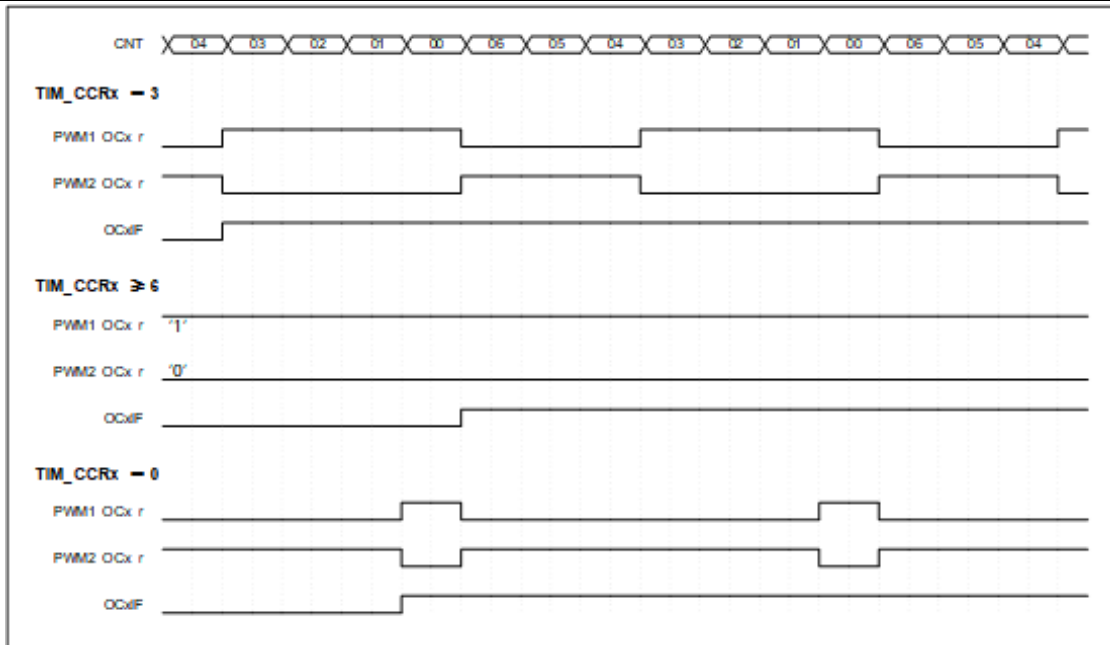 CNT 04 03 02 01 00 06 05 04 03 02 01 00 06 05 04
TIM_CCRx = 3
PWM1 OCx r
PWM2 OCx r
OCxIF
TIM_CCRx ≥ 6
PWM1 OCx r '1'
PWM2 OCx r '0'
OCxIF
TIM_CCRx = 0
PWM1 OCx r
PWM2 OCx r
OCxIF